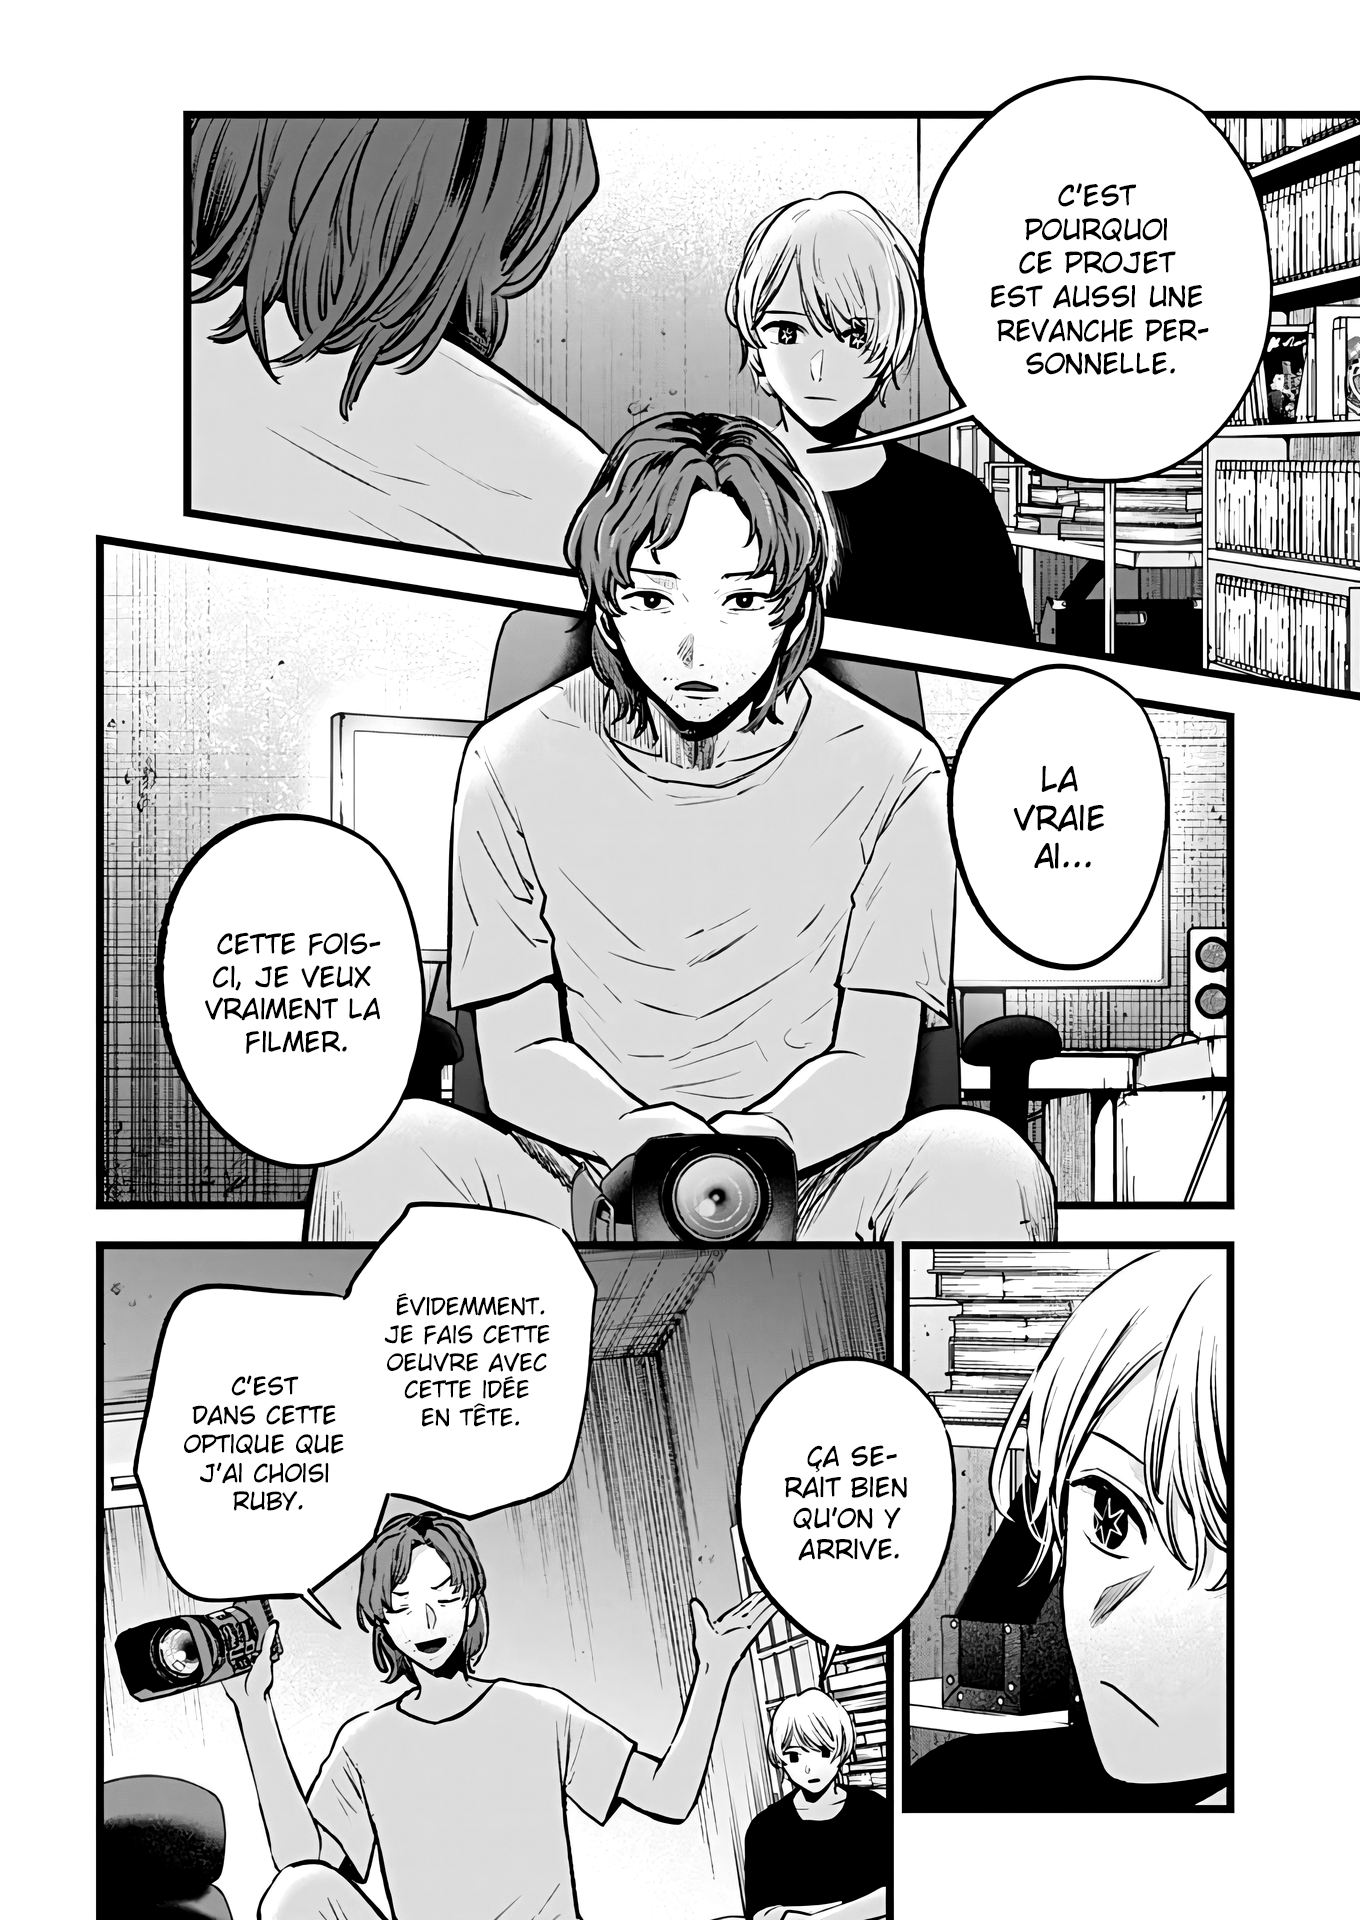 C'EST
POURQUOI
CE PROJET
EST AUSSI UNE
REVANCHE PER-
SONNELLE.
LA
VRAIE
AI...
CETTE FOIS-
CI, JE VEUX
VRAIMENT LA
FILMER.
ÇA SE-
RAIT BIEN
QU'ON Y
ARRIVE.
ÉVIDEMMENT.
JE FAIS CETTE
OEUVRE AVEC
CETTE IDÉE
EN TÊTE.
C'EST
DANS CETTE
OPTIQUE QUE
J'AI CHOISI
RUBY.